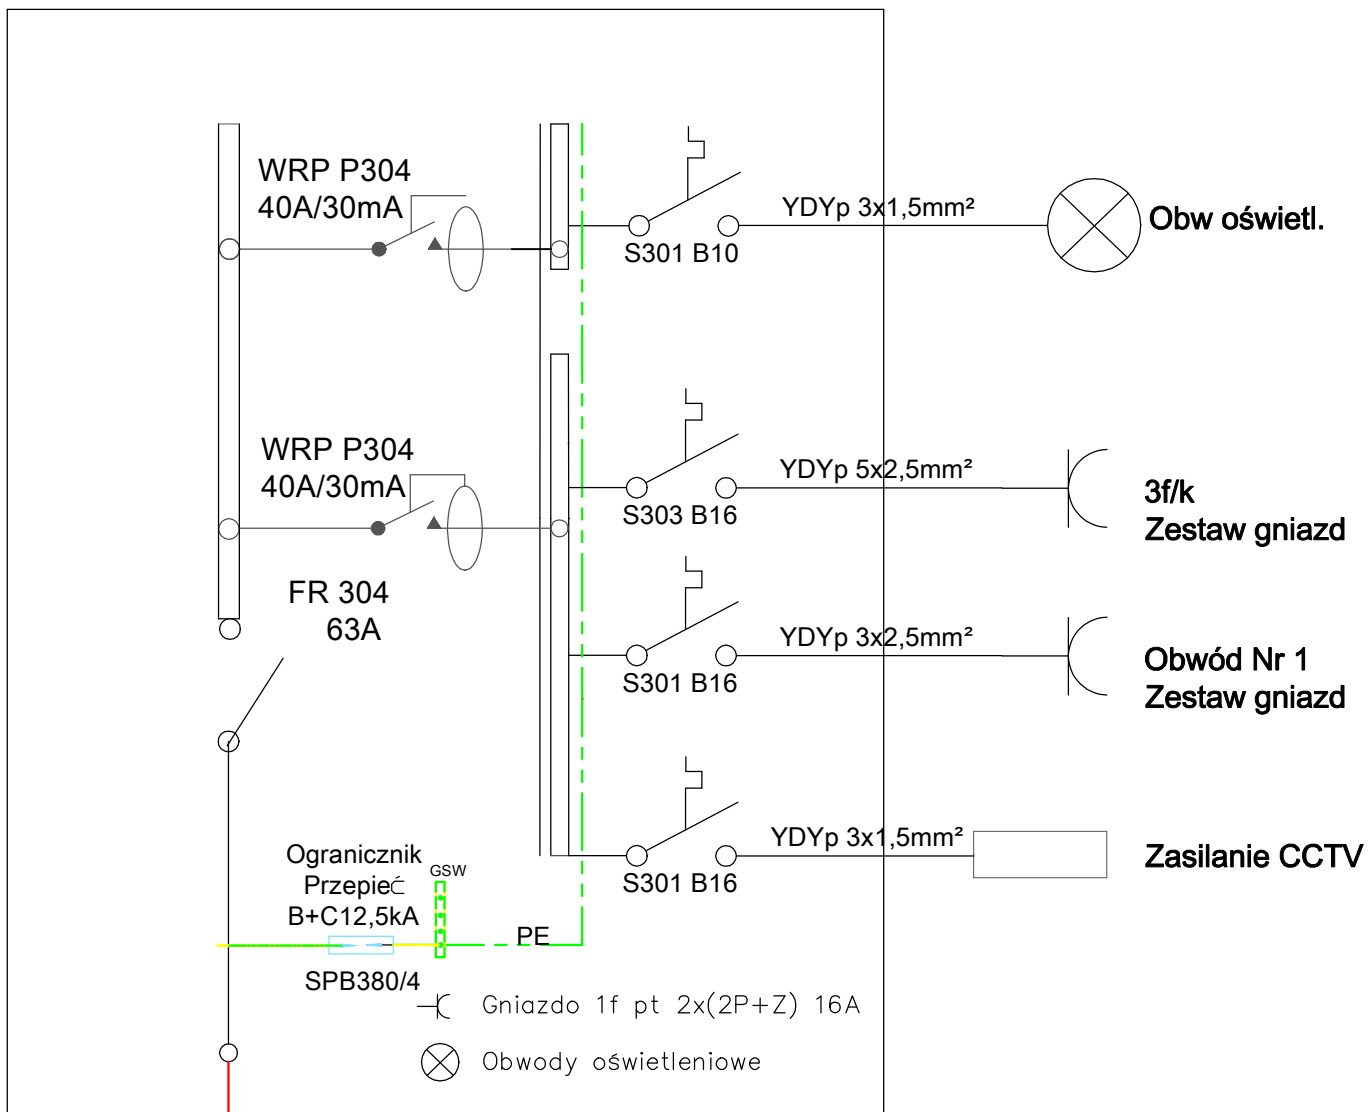 WRP P304
40A/30mA
S301 B10
YDYp 3x1,5mm²
Obw oświetl.
WRP P304
40A/30mA
S303 B16
YDYp 5x2,5mm²
3f/k
Zestaw gniazd
FR 304
63A
S301 B16
YDYp 3x2,5mm²
Obwód Nr 1
Zestaw gniazd
S301 B16
YDYp 3x1,5mm²
Zasilanie CCTV
Ogranicznik
Przepieć
B+C12,5kA
GSW
PE
SPB380/4
Gniazdo 1f pt 2x(2P+Z) 16A
Obwody oświetleniowe